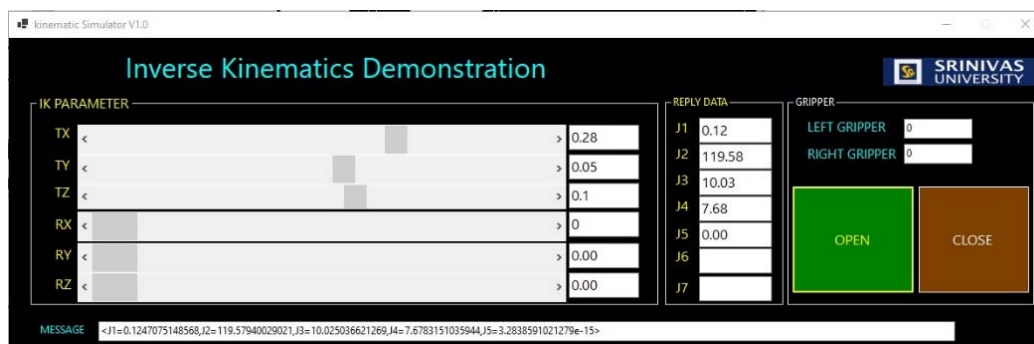 kinematic Simulator V1.0
Inverse Kinematics Demonstration
SRINIVAS
UNIVERSITY
IK PARAMETER
TX 0.28
TY 0.05
TZ 0.1
RX 0
RY 0.00
RZ 0.00
REPLY DATA
J1 0.12
J2 119.58
J3 10.03
J4 7.68
J5 0.00
J6
J7
GRIPPER
LEFT GRIPPER 0
RIGHT GRIPPER 0
OPEN
CLOSE
MESSAGE <J1=0.1247075148568,J2=119.57940029021,J3=10.025036621269,J4=7.6783151035944,J5=3.2838591021279e-15>